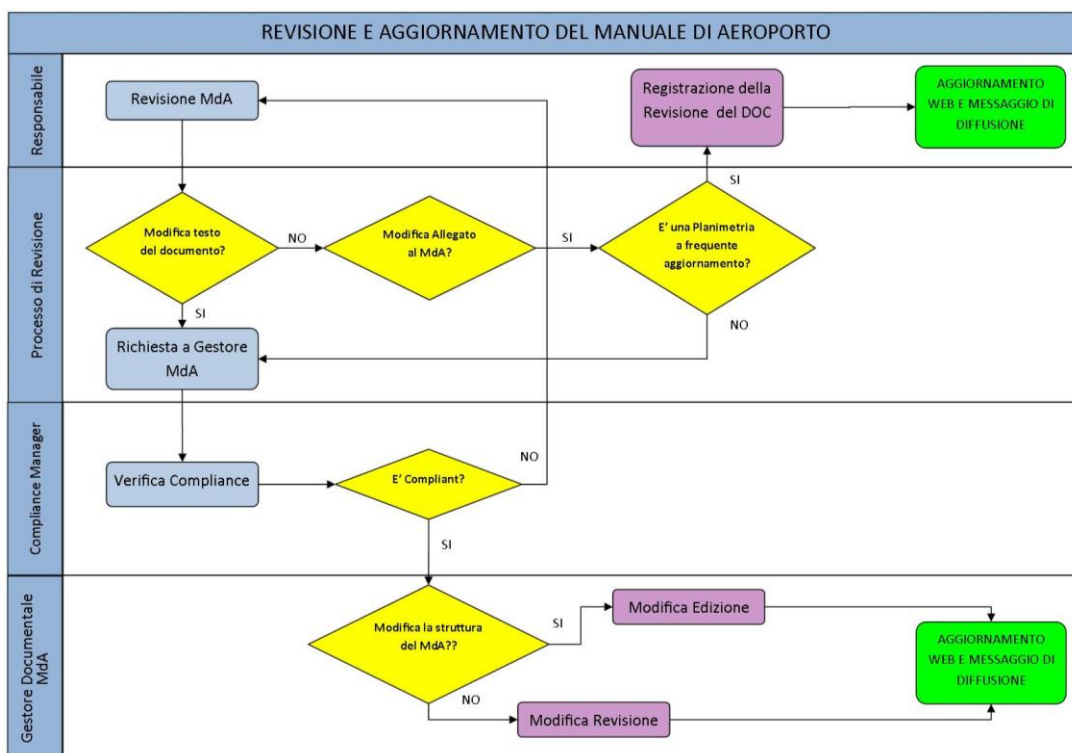 REVISIONE E AGGIORNAMENTO DEL MANUALE DI AEROPORTO
Responsabile
Revisione MdA
Registrazione della
Revisione del DOC
AGGIORNAMENTO
WEB E MESSAGGIO DI
DIFFUSIONE
Processo di Revisione
SI
Modifica testo
del documento?
NO
Modifica Allegato
al MdA?
SI
E' una Planimetria
a frequente
aggiornamento?
SI
NO
Richiesta a Gestore
MdA
Compliance Manager
Verifica Compliance
E' Compliant?
NO
SI
Gestore Documentale
MdA
Modifica la struttura
del MdA??
SI
Modifica Edizione
NO
Modifica Revisione
AGGIORNAMENTO
WEB E MESSAGGIO DI
DIFFUSIONE